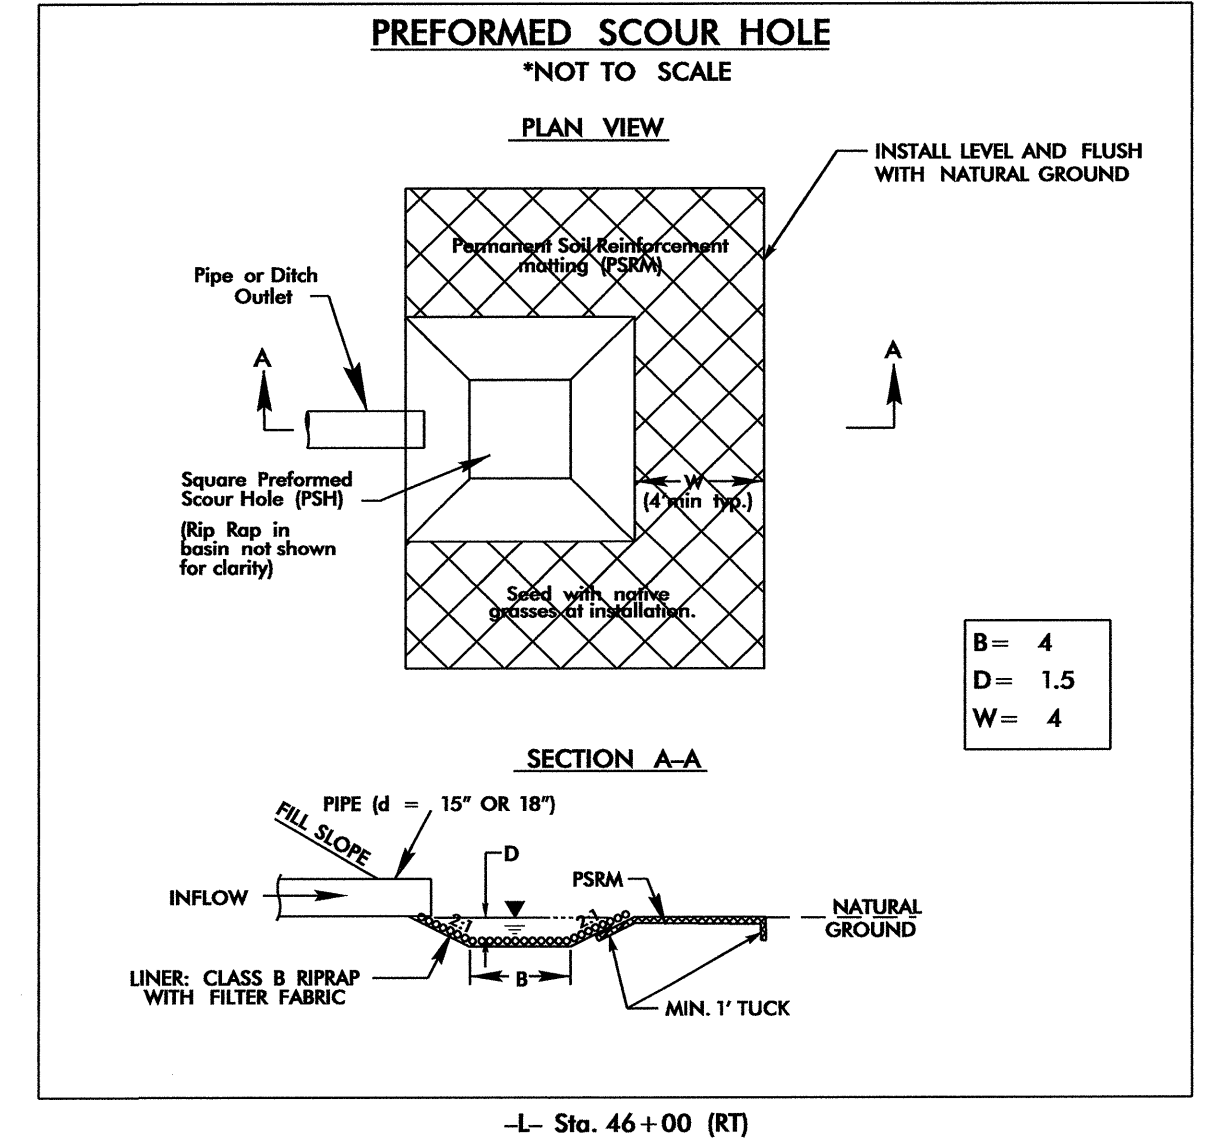 PREFORMED SCOUR HOLE
*NOT TO SCALE
PLAN VIEW
INSTALL LEVEL AND FLUSH
WITH NATURAL GROUND
Permanent Soil Reinforcement
matting (PSRM)
Pipe or Ditch
Outlet
A
A
Square Preformed
Scour Hole (PSH)
(Rip Rap in
basin not shown
for clarity)
W
(4'min typ.)
Seed with native
grasses at installation.
B= 4
D= 1.5
W= 4
SECTION A-A
PIPE (d = 15" OR 18")
FILL SLOPE
D
PSRM
INFLOW
2:1
2:1
NATURAL
GROUND
LINER: CLASS B RIPRAP
WITH FILTER FABRIC
B
MIN. 1' TUCK
-L- Sta. 46+00 (RT)